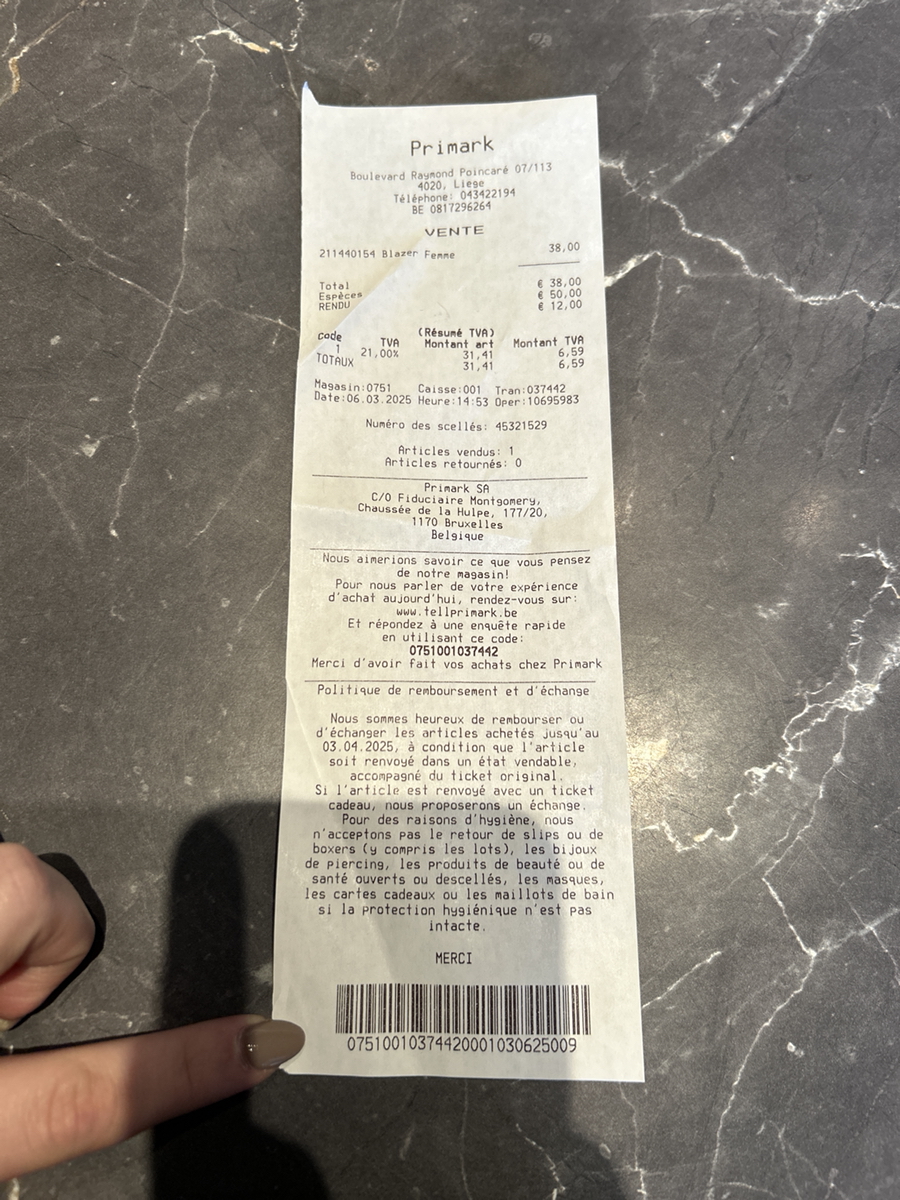 Primark
Boulevard Raymond Poincaré 07/113
4020, Liege
Téléphone: 043422194
BE 0817296264
VENTE
211440154 Blazer Femme 38,00
Total € 38,00
Espèces € 50,00
RENDU € 12,00
(Résumé TVA)
Code TVA Montant art Montant TVA
1 21,00% 31,41 6,59
TOTAUX 31,41 6,59
Magasin:0751 Caisse:001 Tran:037442
Date:06.03.2025 Heure:14:53 Oper:10695983
Numéro des scellés: 45321529
Articles vendus: 1
Articles retournés: 0
Primark SA
C/O Fiduciaire Montgomery,
Chaussée de la Hulpe, 177/20,
1170 Bruxelles
Belgique
Nous aimerions savoir ce que vous pensez
de notre magasin!
Pour nous parler de votre expérience
d'achat aujourd'hui, rendez-vous sur:
www.tellprimark.be
Et répondez à une enquête rapide
en utilisant ce code:
0751001037442
Merci d'avoir fait vos achats chez Primark
Politique de remboursement et d'échange
Nous sommes heureux de rembourser ou
d'échanger les articles achetés jusqu'au
03.04.2025, à condition que l'article
soit renvoyé dans un état vendable,
accompagné du ticket original.
Si l'article est renvoyé avec un ticket
cadeau, nous proposerons un échange.
Pour des raisons d'hygiène, nous
n'acceptons pas le retour de slips ou de
boxers (y compris les lots), les bijoux
de piercing, les produits de beauté ou de
santé ouverts ou descellés, les masques,
les cartes cadeaux ou les maillots de bain
si la protection hygiénique n'est pas
intacte.
MERCI
07510010374420001030625009